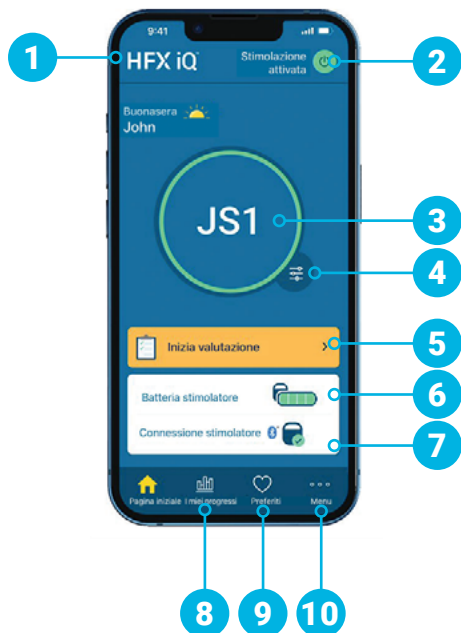 9:41
1
HFX iQ
Stimolazione
attivata
2
Buonasera
John
JS1
3
4
Inizia valutazione
5
Batteria stimolatore
6
Connessione stimolatore
7
Pagina iniziale I miei progressi Preferiti Menu
8 9 10